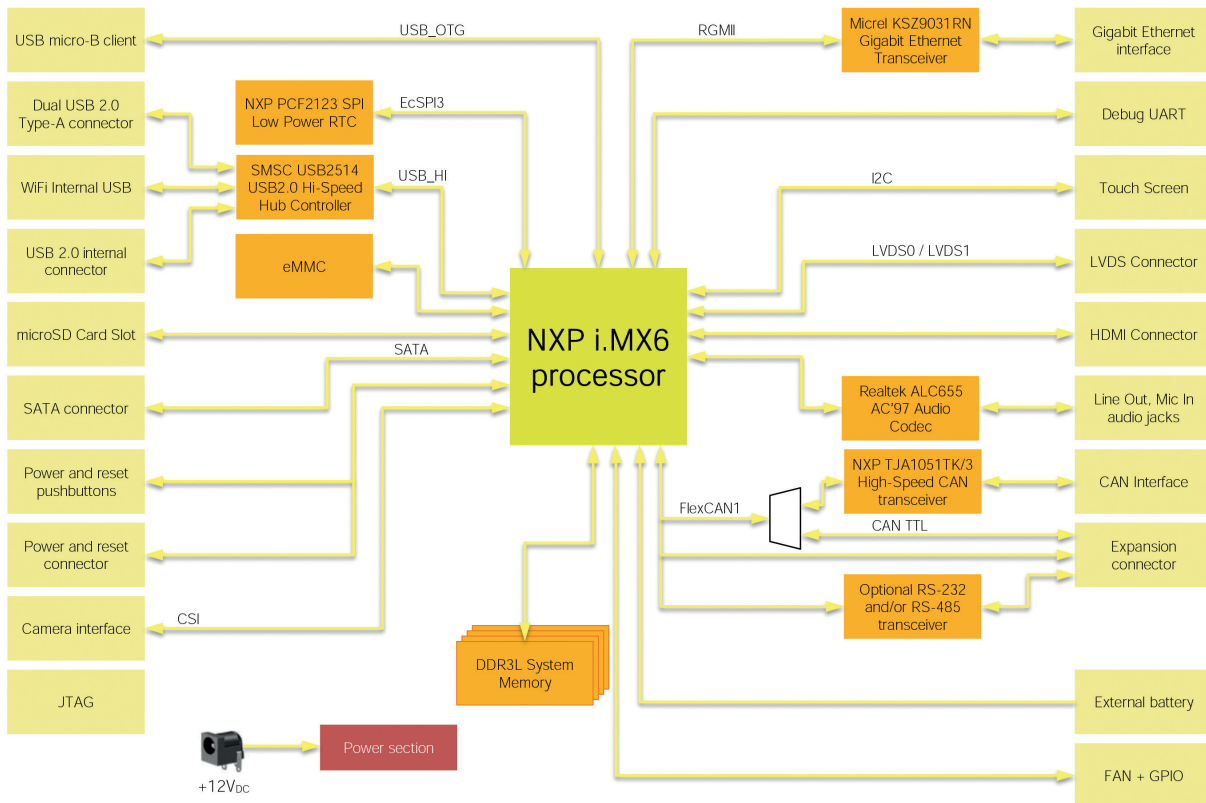 USB micro-B client
USB_OTG
RGMII
Micrel KSZ9031RN
Gigabit Ethernet
Transceiver
Gigabit Ethernet
interface
Dual USB 2.0
Type-A connector
NXP PCF2123 SPI
Low Power RTC
EcSPI3
Debug UART
WiFi Internal USB
SMSC USB2514
USB2.0 Hi-Speed
Hub Controller
USB_HI
I2C
Touch Screen
USB 2.0 internal
connector
eMMC
LVDS0 / LVDS1
LVDS Connector
microSD Card Slot
NXP i.MX6
processor
HDMI Connector
SATA
SATA connector
Realtek ALC655
AC'97 Audio
Codec
Line Out, Mic In
audio jacks
Power and reset
pushbuttons
NXP TJA1051TK/3
High-Speed CAN
transceiver
CAN Interface
FlexCAN1
CAN TTL
Power and reset
connector
Expansion
connector
Camera interface
CSI
Optional RS-232
and/or RS-485
transceiver
DDR3L System
Memory
JTAG
External battery
Power section
+12VDC
FAN + GPIO